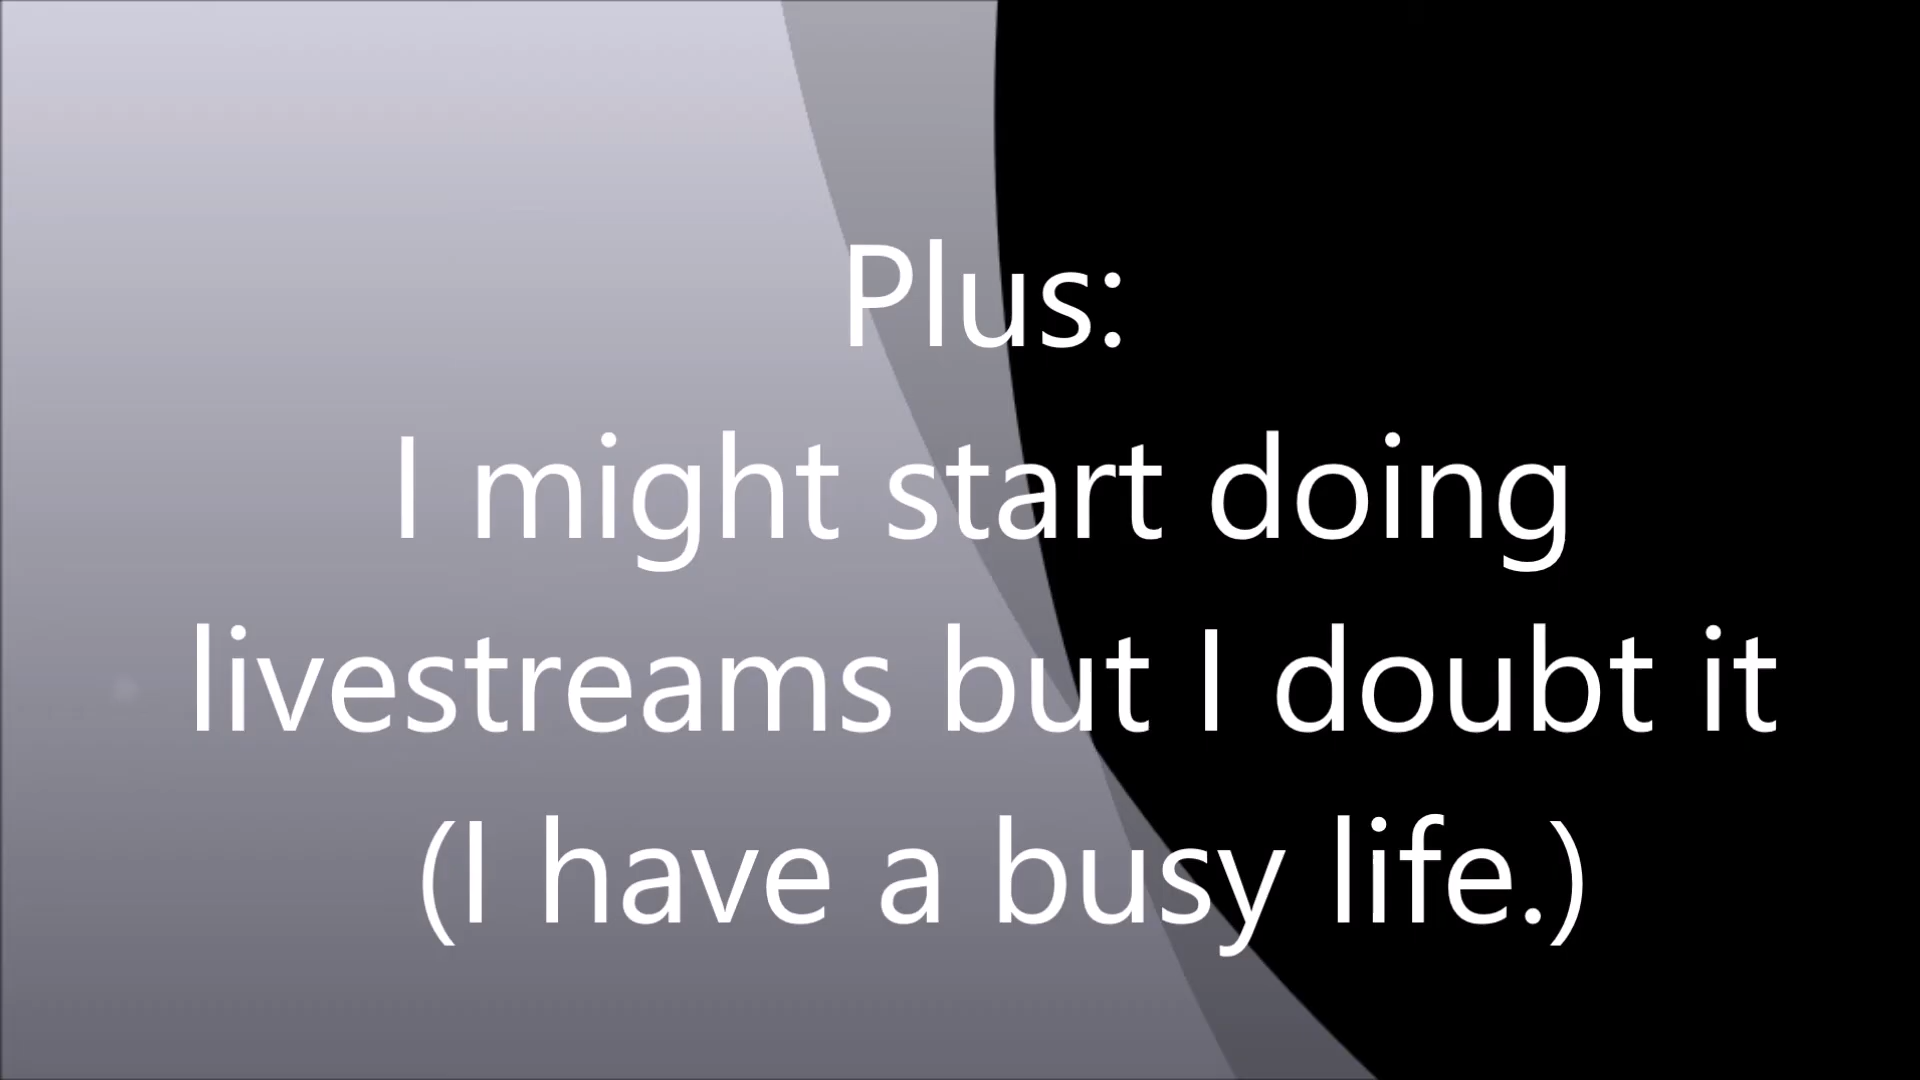 Plus:
I might start doing
livestreams but I doubt it
(I have a busy life.)